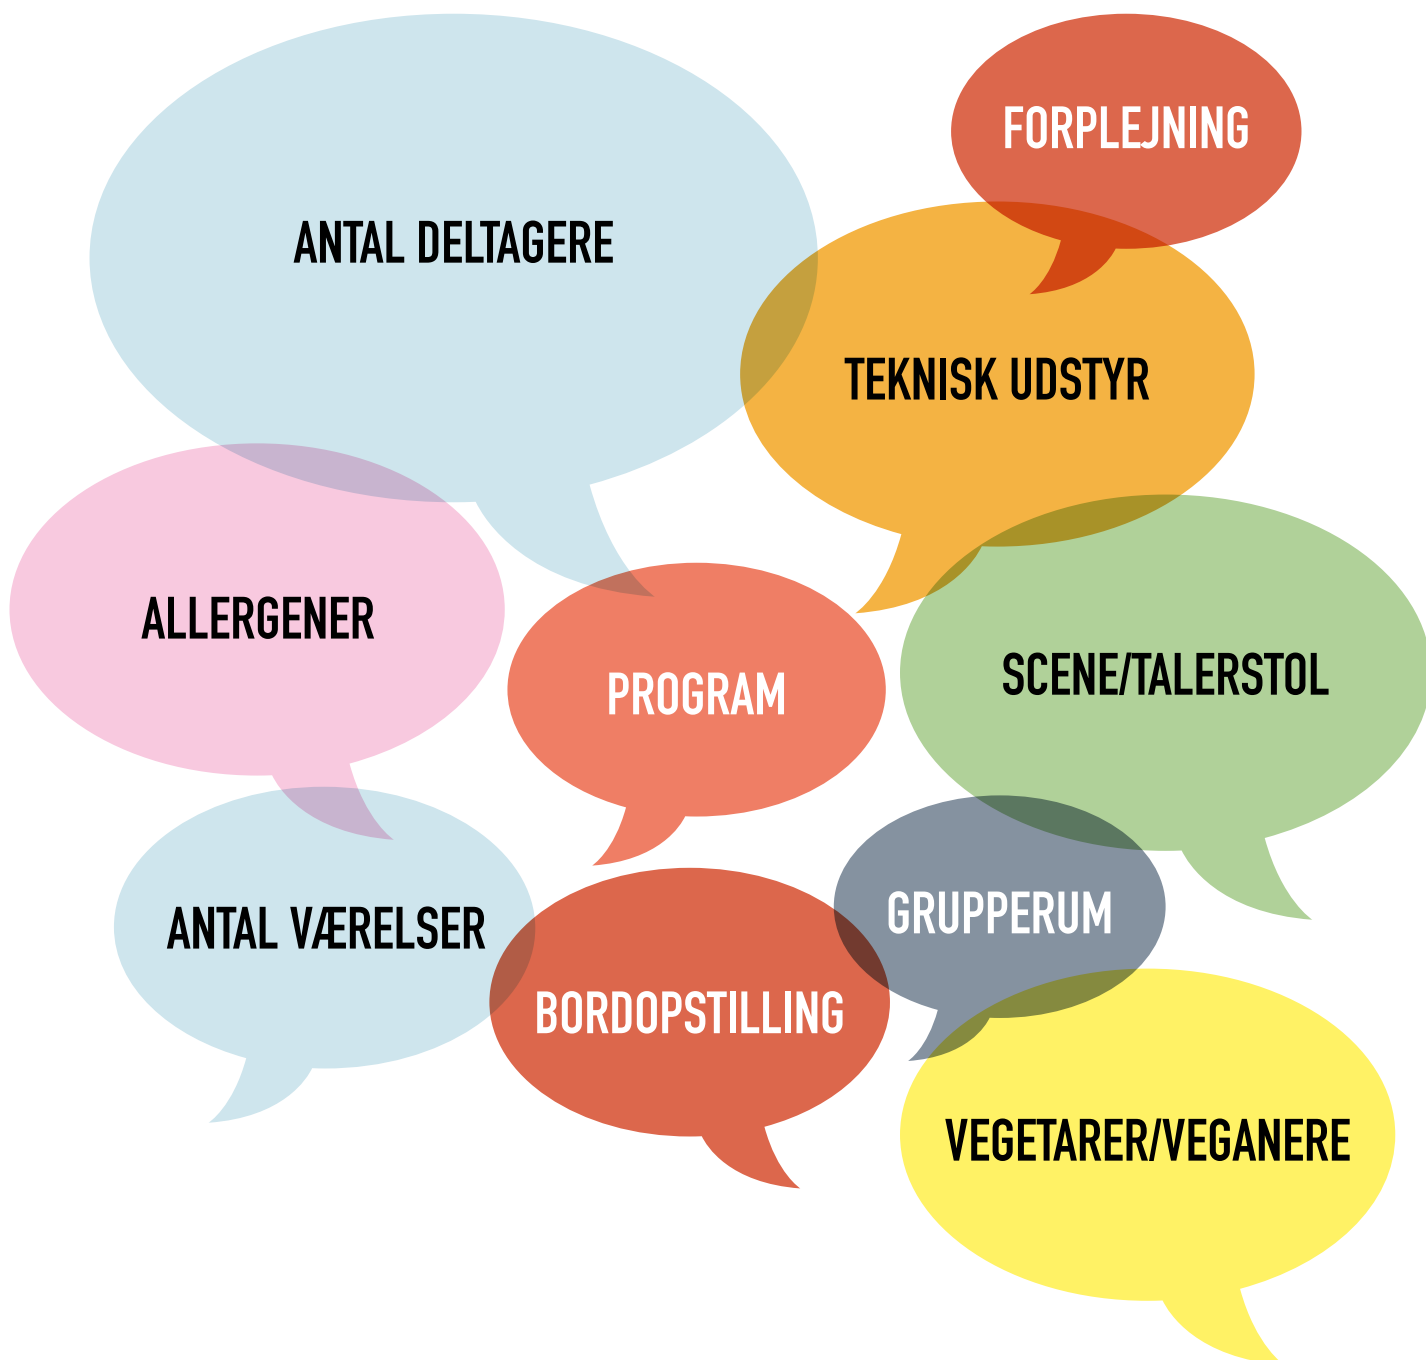 FORPLEJNING
ANTAL DELTAGERE
TEKNISK UDSTYR
ALLERGENER
SCENE/TALERSTOL
PROGRAM
GRUPPERUM
ANTAL VÆRELSER
BORDOPSTILLING
VEGETARER/VEGANERE